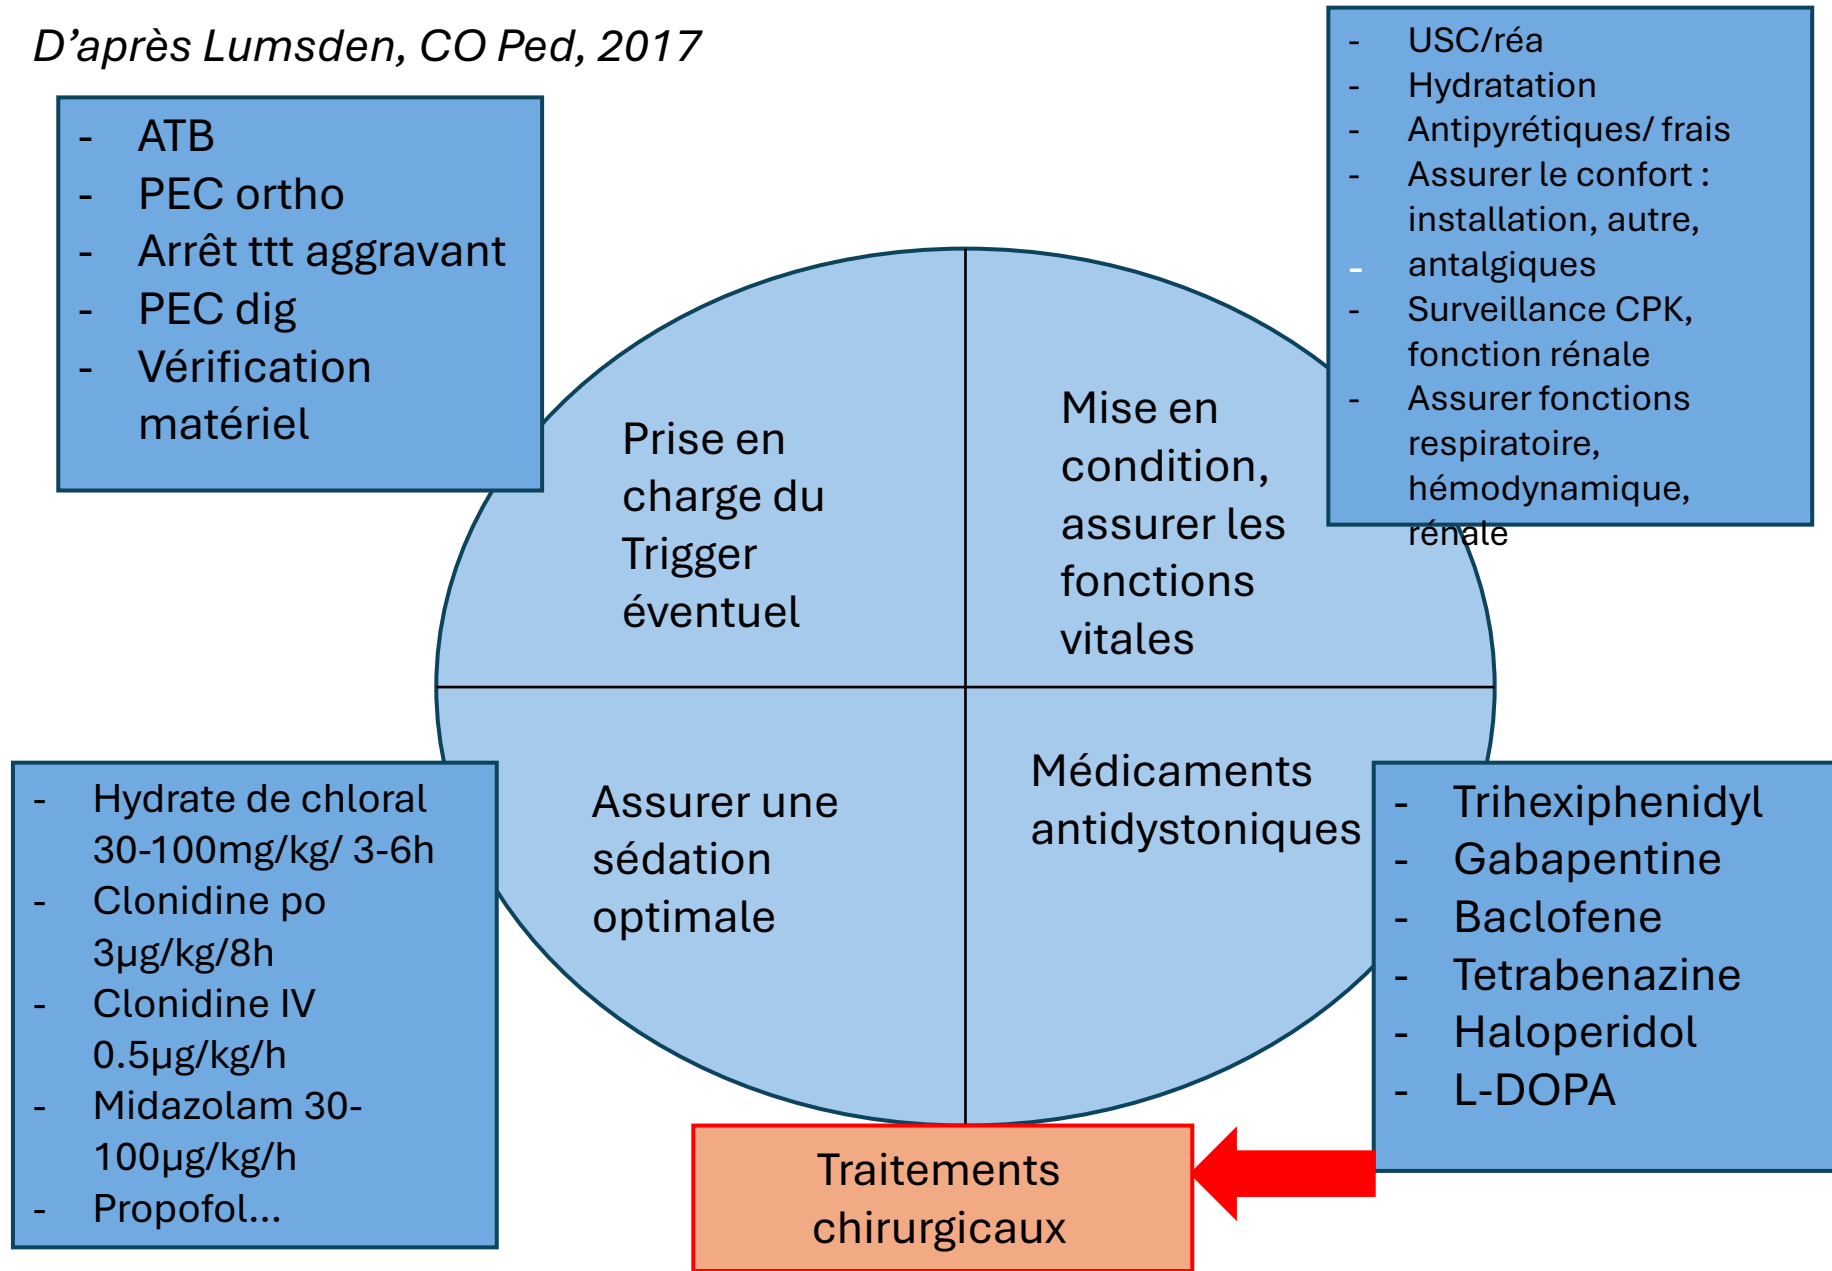 D'après Lumsden, CO Ped, 2017
- ATB
- PEC ortho
- Arrêt ttt aggravant
- PEC dig
- Vérification
matériel
- USC/réa
- Hydratation
- Antipyrétiques/ frais
- Assurer le confort :
installation, autre,
- antalgiques
- Surveillance CPK,
fonction rénale
- Assurer fonctions
respiratoire,
hémodynamique,
rénale
Prise en
charge du
Trigger
éventuel
Mise en
condition,
assurer les
fonctions
vitales
Assurer une
sédation
optimale
Médicaments
antidystoniques
- Hydrate de chloral
30-100mg/kg/ 3-6h
- Clonidine po
3µg/kg/8h
- Clonidine IV
0.5µg/kg/h
- Midazolam 30-
100µg/kg/h
- Propofol...
- Trihexiphenidyl
- Gabapentine
- Baclofene
- Tetrabenazine
- Haloperidol
- L-DOPA
Traitements
chirurgicaux